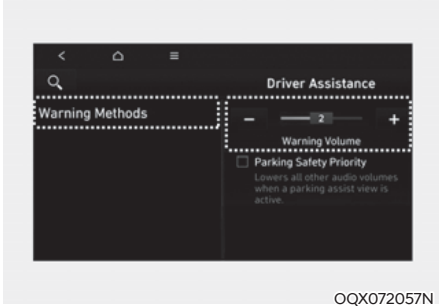 Driver Assistance
Warning Methods
2
Warning Volume
Parking Safety Priority
Lowers all other audio volumes
when a parking assist view is
active.
OQX072057N